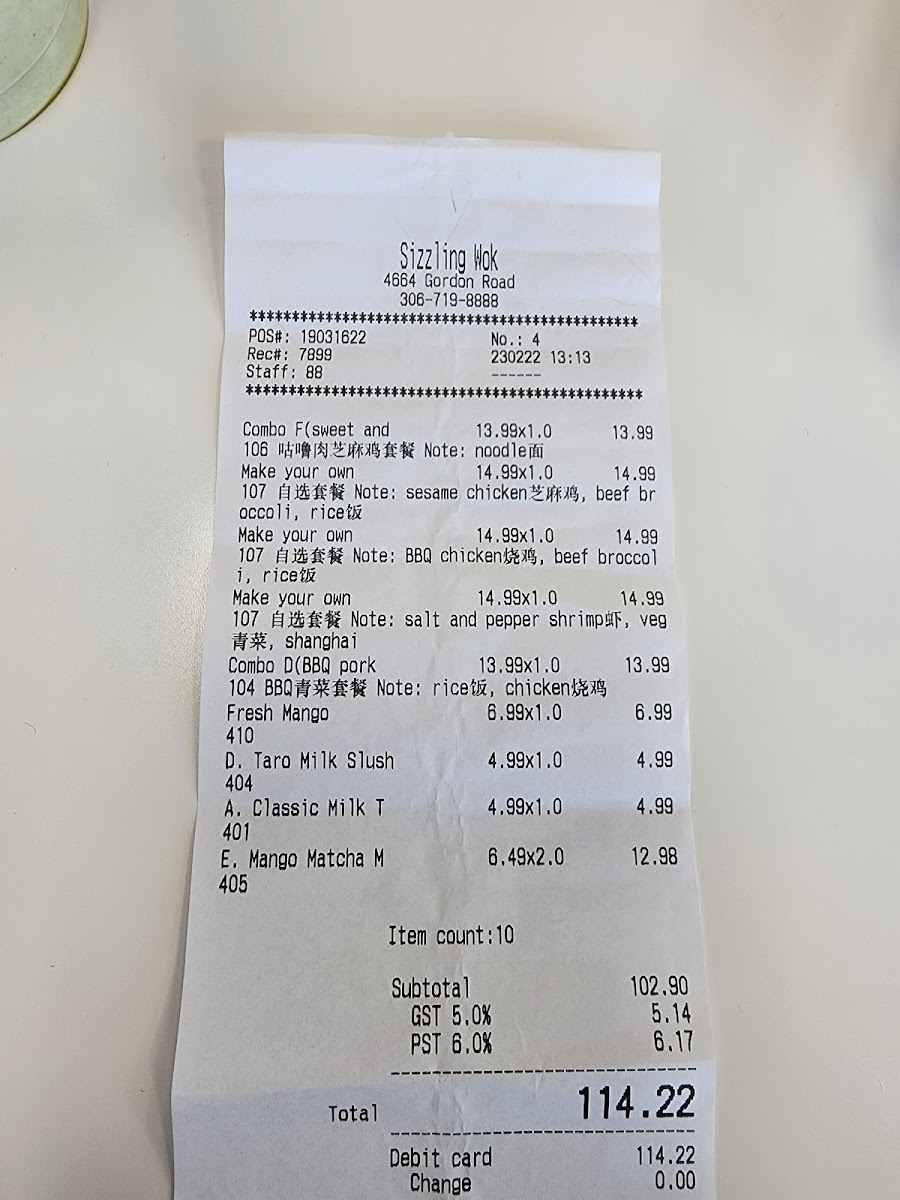 Sizzling Wok
4664 Gordon Road
306-719-8888
**********************************************
POS#: 19031622 No.: 4
Rec#: 7899 230222 13:13
Staff: 88 ------
**********************************************
Combo F(sweet and 13.99x1.0 13.99
106 咕噜肉芝麻鸡套餐 Note: noodle面
Make your own 14.99x1.0 14.99
107 自选套餐 Note: sesame chicken芝麻鸡, beef br
occoli, rice饭
Make your own 14.99x1.0 14.99
107 自选套餐 Note: BBQ chicken烧鸡, beef broccol
i, rice饭
Make your own 14.99x1.0 14.99
107 自选套餐 Note: salt and pepper shrimp虾, veg
青菜, shanghai
Combo D(BBQ pork 13.99x1.0 13.99
104 BBQ青菜套餐 Note: rice饭, chicken烧鸡
Fresh Mango 6.99x1.0 6.99
410
D. Taro Milk Slush 4.99x1.0 4.99
404
A. Classic Milk T 4.99x1.0 4.99
401
E. Mango Matcha M 6.49x2.0 12.98
405
Item count:10
Subtotal 102.90
GST 5.0% 5.14
PST 6.0% 6.17
Total 114.22
Debit card 114.22
Change 0.00